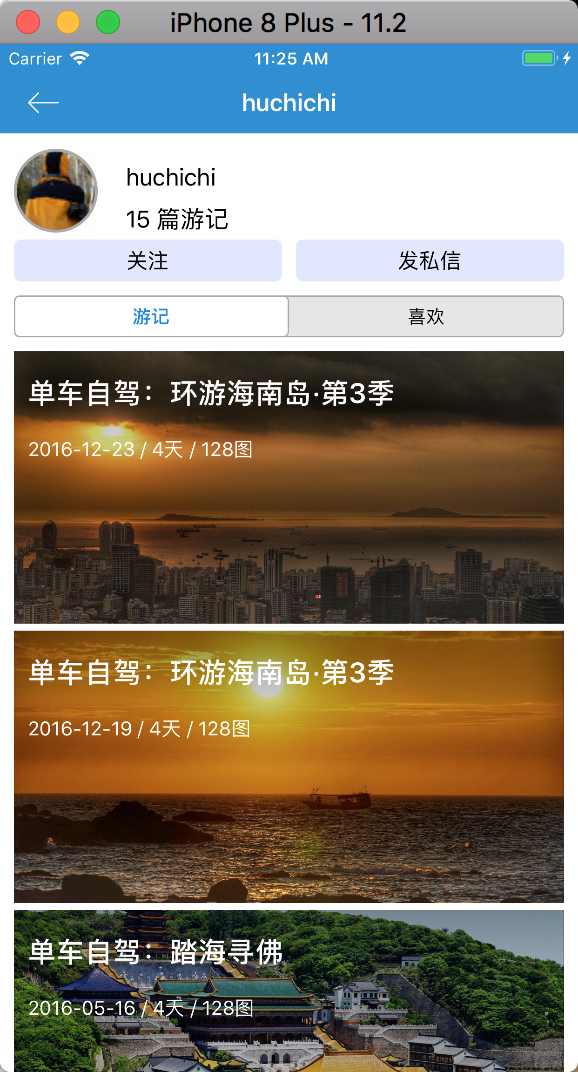 iPhone 8 Plus - 11.2
Carrier 11:25 AM
huchichi
huchichi
15 篇游记
关注 发私信
游记 喜欢
单车自驾：环游海南岛·第3季
2016-12-23 / 4天 / 128图
单车自驾：环游海南岛·第3季
2016-12-19 / 4天 / 128图
单车自驾：踏海寻佛
2016-05-16 / 4天 / 128图